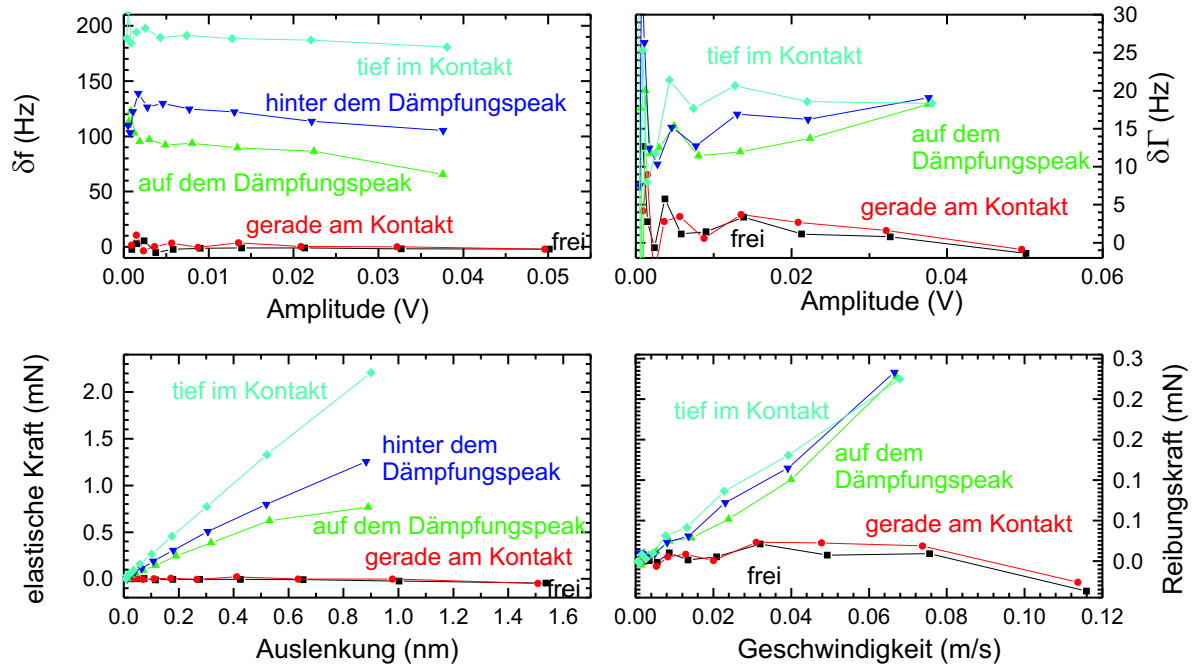 200
150
100
50
0
δf (Hz)
tief im Kontakt
hinter dem Dämpfungspeak
auf dem Dämpfungspeak
gerade am Kontakt
frei
0.00 0.01 0.02 0.03 0.04 0.05
Amplitude (V)
30
25
20
15
10
5
0
δΓ (Hz)
tief im Kontakt
auf dem
Dämpfungspeak
gerade am Kontakt
frei
0.00 0.02 0.04 0.06
Amplitude (V)
2.0
1.5
1.0
0.5
0.0
elastische Kraft (mN)
tief im Kontakt
hinter dem
Dämpfungspeak
auf dem Dämpfungspeak
gerade am Kontakt
frei
0.0 0.2 0.4 0.6 0.8 1.0 1.2 1.4 1.6
Auslenkung (nm)
0.3
0.2
0.2
0.1
0.1
0.0
Reibungskraft (mN)
tief im Kontakt
auf dem
Dämpfungspeak
gerade am Kontakt
frei
0.00 0.02 0.04 0.06 0.08 0.10 0.12
Geschwindigkeit (m/s)